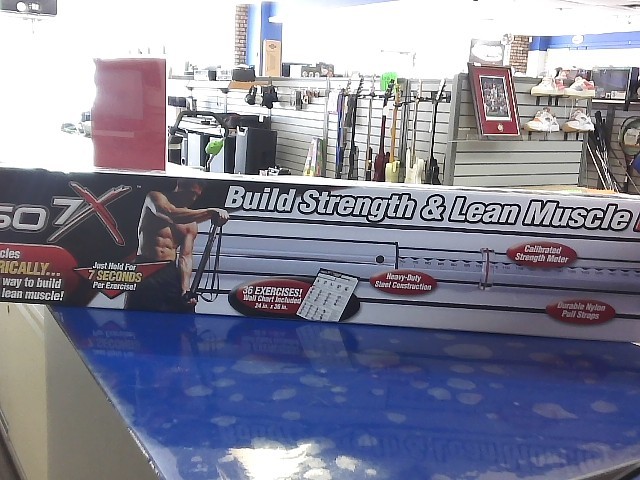 SO7X
Build Strength & Lean Muscle
cles
RICALLY...
way to build
lean muscle!
Just Hold For
7 SECONDS
Per Exercise!
36 EXERCISES!
Wall Chart Included
24 in. x 36 in.
Heavy-Duty
Steel Construction
Calibrated
Strength Meter
Durable Nylon
Pull Straps